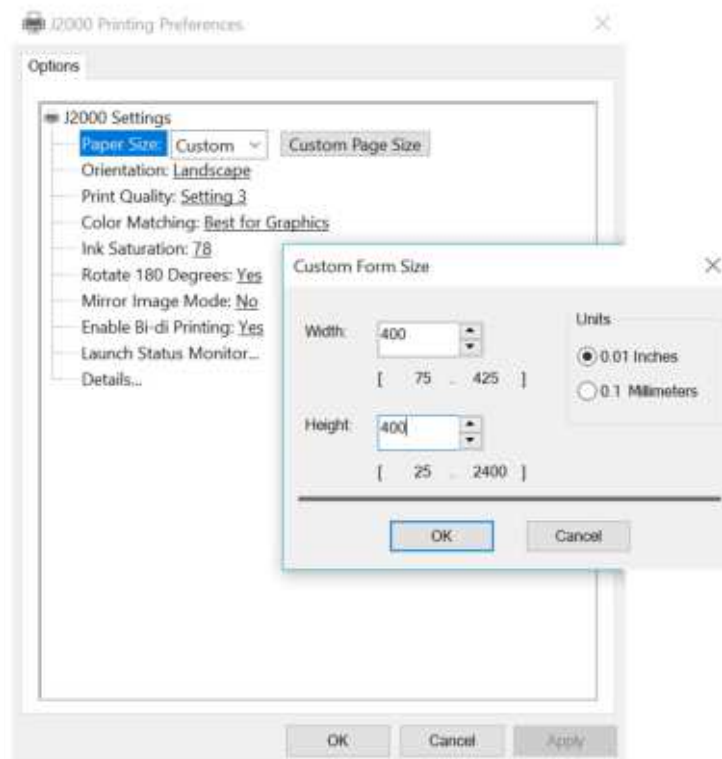 J2000 Printing Preferences
Options
J2000 Settings
Paper Size: Custom Custom Page Size
Orientation: Landscape
Print Quality: Setting 3
Color Matching: Best for Graphics
Ink Saturation: 78
Rotate 180 Degrees: Yes
Mirror Image Mode: No
Enable Bi-di Printing: Yes
Launch Status Monitor...
Details...
Custom Form Size
Width: 400
[ 75 .. 425 ]
Height: 400
[ 25 .. 2400 ]
Units
0.01 Inches
0.1 Millimeters
OK Cancel
OK Cancel Apply